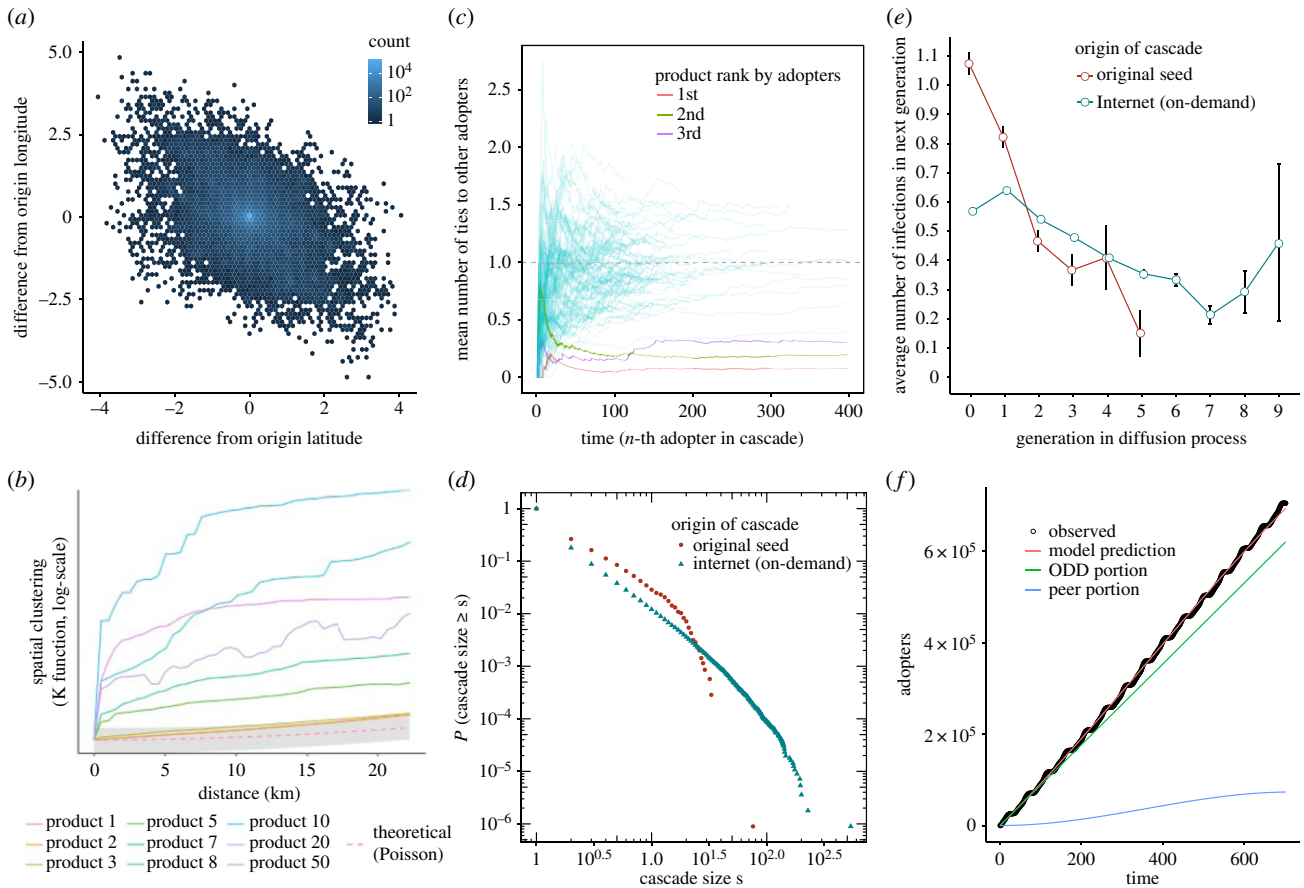 (a)
count
10⁴
10²
1
5.0
2.5
0
−2.5
−5.0
difference from origin longitude
−4
−2
0
2
4
difference from origin latitude
(c)
product rank by adopters
1st
2nd
3rd
2.5
2.0
1.5
1.0
0.5
0
mean number of ties to other adopters
0
100
200
300
400
time (n-th adopter in cascade)
(e)
origin of cascade
original seed
Internet (on-demand)
1.1
1.0
0.9
0.8
0.7
0.6
0.5
0.4
0.3
0.2
0.1
0
average number of infections in next generation
0 1 2 3 4 5 6 7 8 9
generation in diffusion process
(b)
spatial clustering
(K function, log-scale)
0
5
10
15
20
distance (km)
product 1
product 2
product 3
product 5
product 7
product 8
product 10
product 20
product 50
theoretical
(Poisson)
(d)
origin of cascade
original seed
internet (on-demand)
1
10⁻¹
10⁻²
10⁻³
10⁻⁴
10⁻⁵
10⁻⁶
P (cascade size ≥ s)
1
10^0.5
1.0
10^1.5
10^2.0
10^2.5
cascade size s
(f)
observed
model prediction
ODD portion
peer portion
6 × 10⁵
4 × 10⁵
2 × 10⁵
0
adopters
0
200
400
600
time